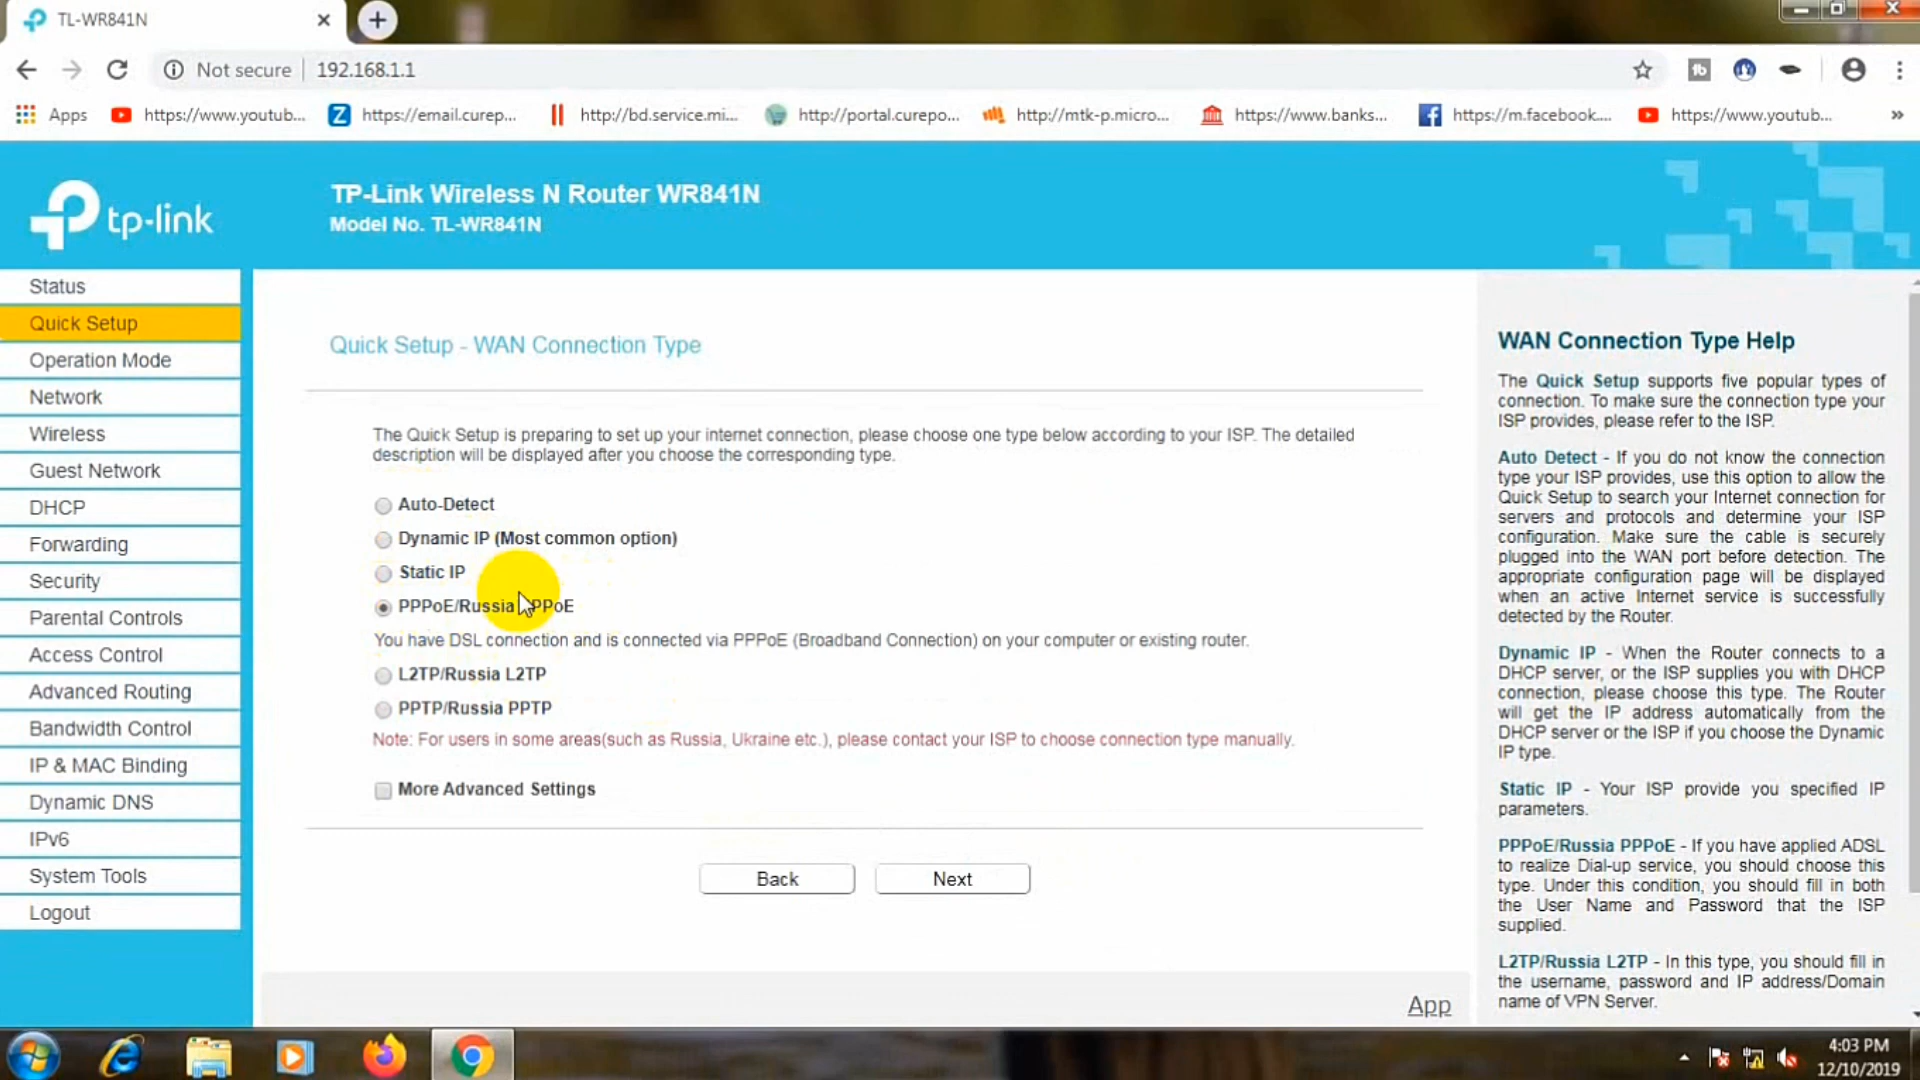 TL-WR841N
Not secure
192.168.1.1
Apps
https://www.youtub...
https://email.curep...
http://bd.service.mi...
http://portal.curepo...
http://mtk-p.micro...
https://www.banks...
https://m.facebook....
https://www.youtub...
tp-link
TP-Link Wireless N Router WR841N
Model No. TL-WR841N
Status
Quick Setup
Operation Mode
Network
Wireless
Guest Network
DHCP
Forwarding
Security
Parental Controls
Access Control
Advanced Routing
Bandwidth Control
IP & MAC Binding
Dynamic DNS
IPv6
System Tools
Logout
Quick Setup - WAN Connection Type
The Quick Setup is preparing to set up your internet connection, please choose one type below according to your ISP. The detailed
description will be displayed after you choose the corresponding type.
Auto-Detect
Dynamic IP (Most common option)
Static IP
PPPoE/Russia PPPoE
You have DSL connection and is connected via PPPoE (Broadband Connection) on your computer or existing router.
L2TP/Russia L2TP
PPTP/Russia PPTP
Note: For users in some areas(such as Russia, Ukraine etc.), please contact your ISP to choose connection type manually.
More Advanced Settings
Back
Next
App
WAN Connection Type Help
The Quick Setup supports five popular types of
connection. To make sure the connection type your
ISP provides, please refer to the ISP.
Auto Detect - If you do not know the connection
type your ISP provides, use this option to allow the
Quick Setup to search your Internet connection for
servers and protocols and determine your ISP
configuration. Make sure the cable is securely
plugged into the WAN port before detection. The
appropriate configuration page will be displayed
when an active Internet service is successfully
detected by the Router.
Dynamic IP - When the Router connects to a
DHCP server, or the ISP supplies you with DHCP
connection, please choose this type. The Router
will get the IP address automatically from the
DHCP server or the ISP if you choose the Dynamic
IP type.
Static IP - Your ISP provide you specified IP
parameters.
PPPoE/Russia PPPoE - If you have applied ADSL
to realize Dial-up service, you should choose this
type. Under this condition, you should fill in both
the User Name and Password that the ISP
supplied.
L2TP/Russia L2TP - In this type, you should fill in
the username, password and IP address/Domain
name of VPN Server.
4:03 PM
12/10/2019